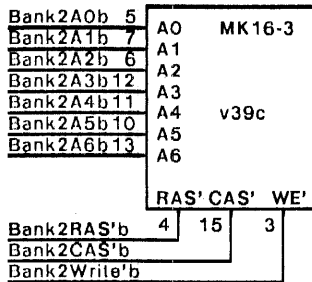 Bank2A0b 5 A0 MK16-3
Bank2A1b 7 A1
Bank2A2b 6 A2
Bank2A3b 12 A3
Bank2A4b 11 A4 v39c
Bank2A5b 10 A5
Bank2A6b 13 A6
RAS' CAS' WE'
Bank2RAS'b 4 15 3
Bank2CAS'b
Bank2Write'b